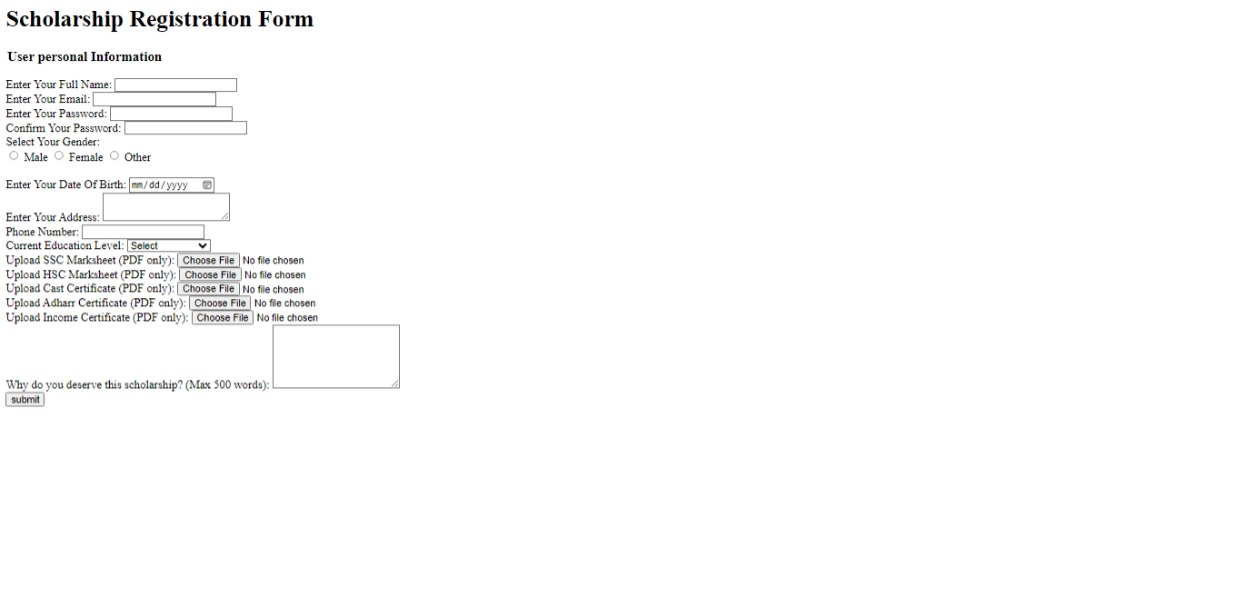 Scholarship Registration Form
User personal Information
Enter Your Full Name:
Enter Your Email:
Enter Your Password:
Confirm Your Password:
Select Your Gender:
Male Female Other
Enter Your Date Of Birth: mm/dd/yyyy
Enter Your Address:
Phone Number:
Current Education Level: Select
Upload SSC Marksheet (PDF only): Choose File No file chosen
Upload HSC Marksheet (PDF only): Choose File No file chosen
Upload Cast Certificate (PDF only): Choose File No file chosen
Upload Adharr Certificate (PDF only): Choose File No file chosen
Upload Income Certificate (PDF only): Choose File No file chosen
Why do you deserve this scholarship? (Max 500 words):
submit